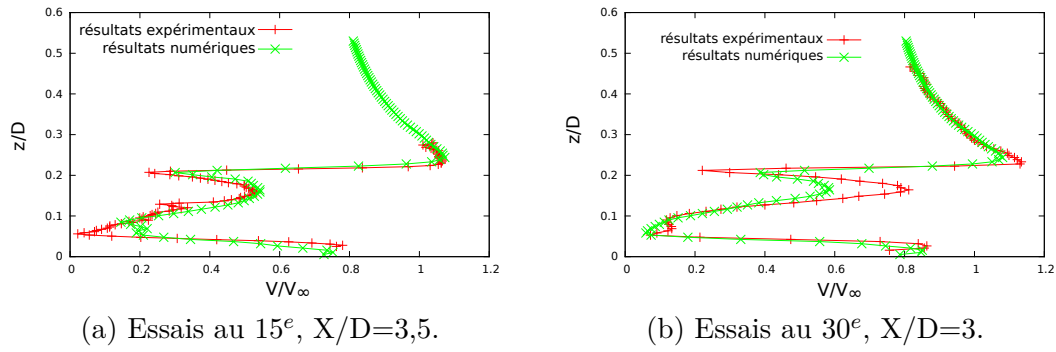 résultats expérimentaux
résultats numériques
z/D
0.6
0.5
0.4
0.3
0.2
0.1
0
0 0.2 0.4 0.6 0.8 1 1.2
V/V∞
(a) Essais au 15e, X/D=3,5.
résultats expérimentaux
résultats numériques
z/D
0.6
0.5
0.4
0.3
0.2
0.1
0
0 0.2 0.4 0.6 0.8 1 1.2
V/V∞
(b) Essais au 30e, X/D=3.